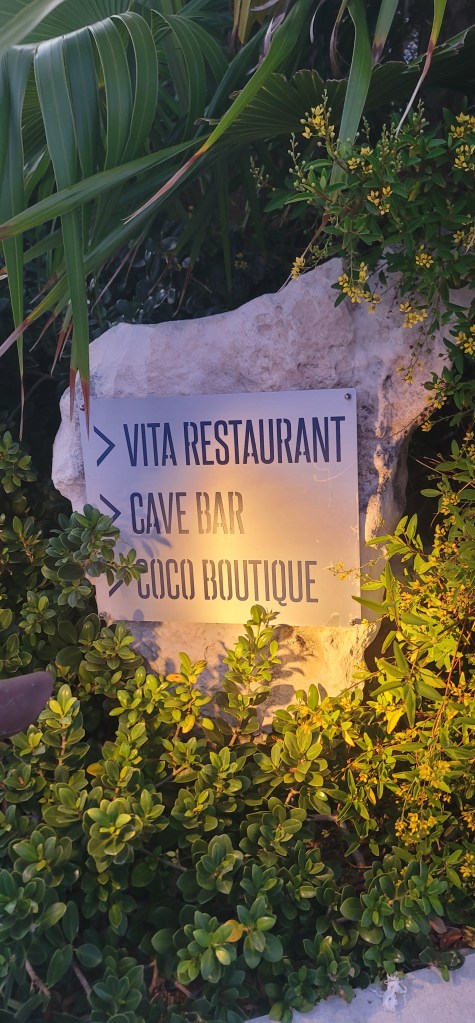 > VITA RESTAURANT
> CAVE BAR
> COCO BOUTIQUE